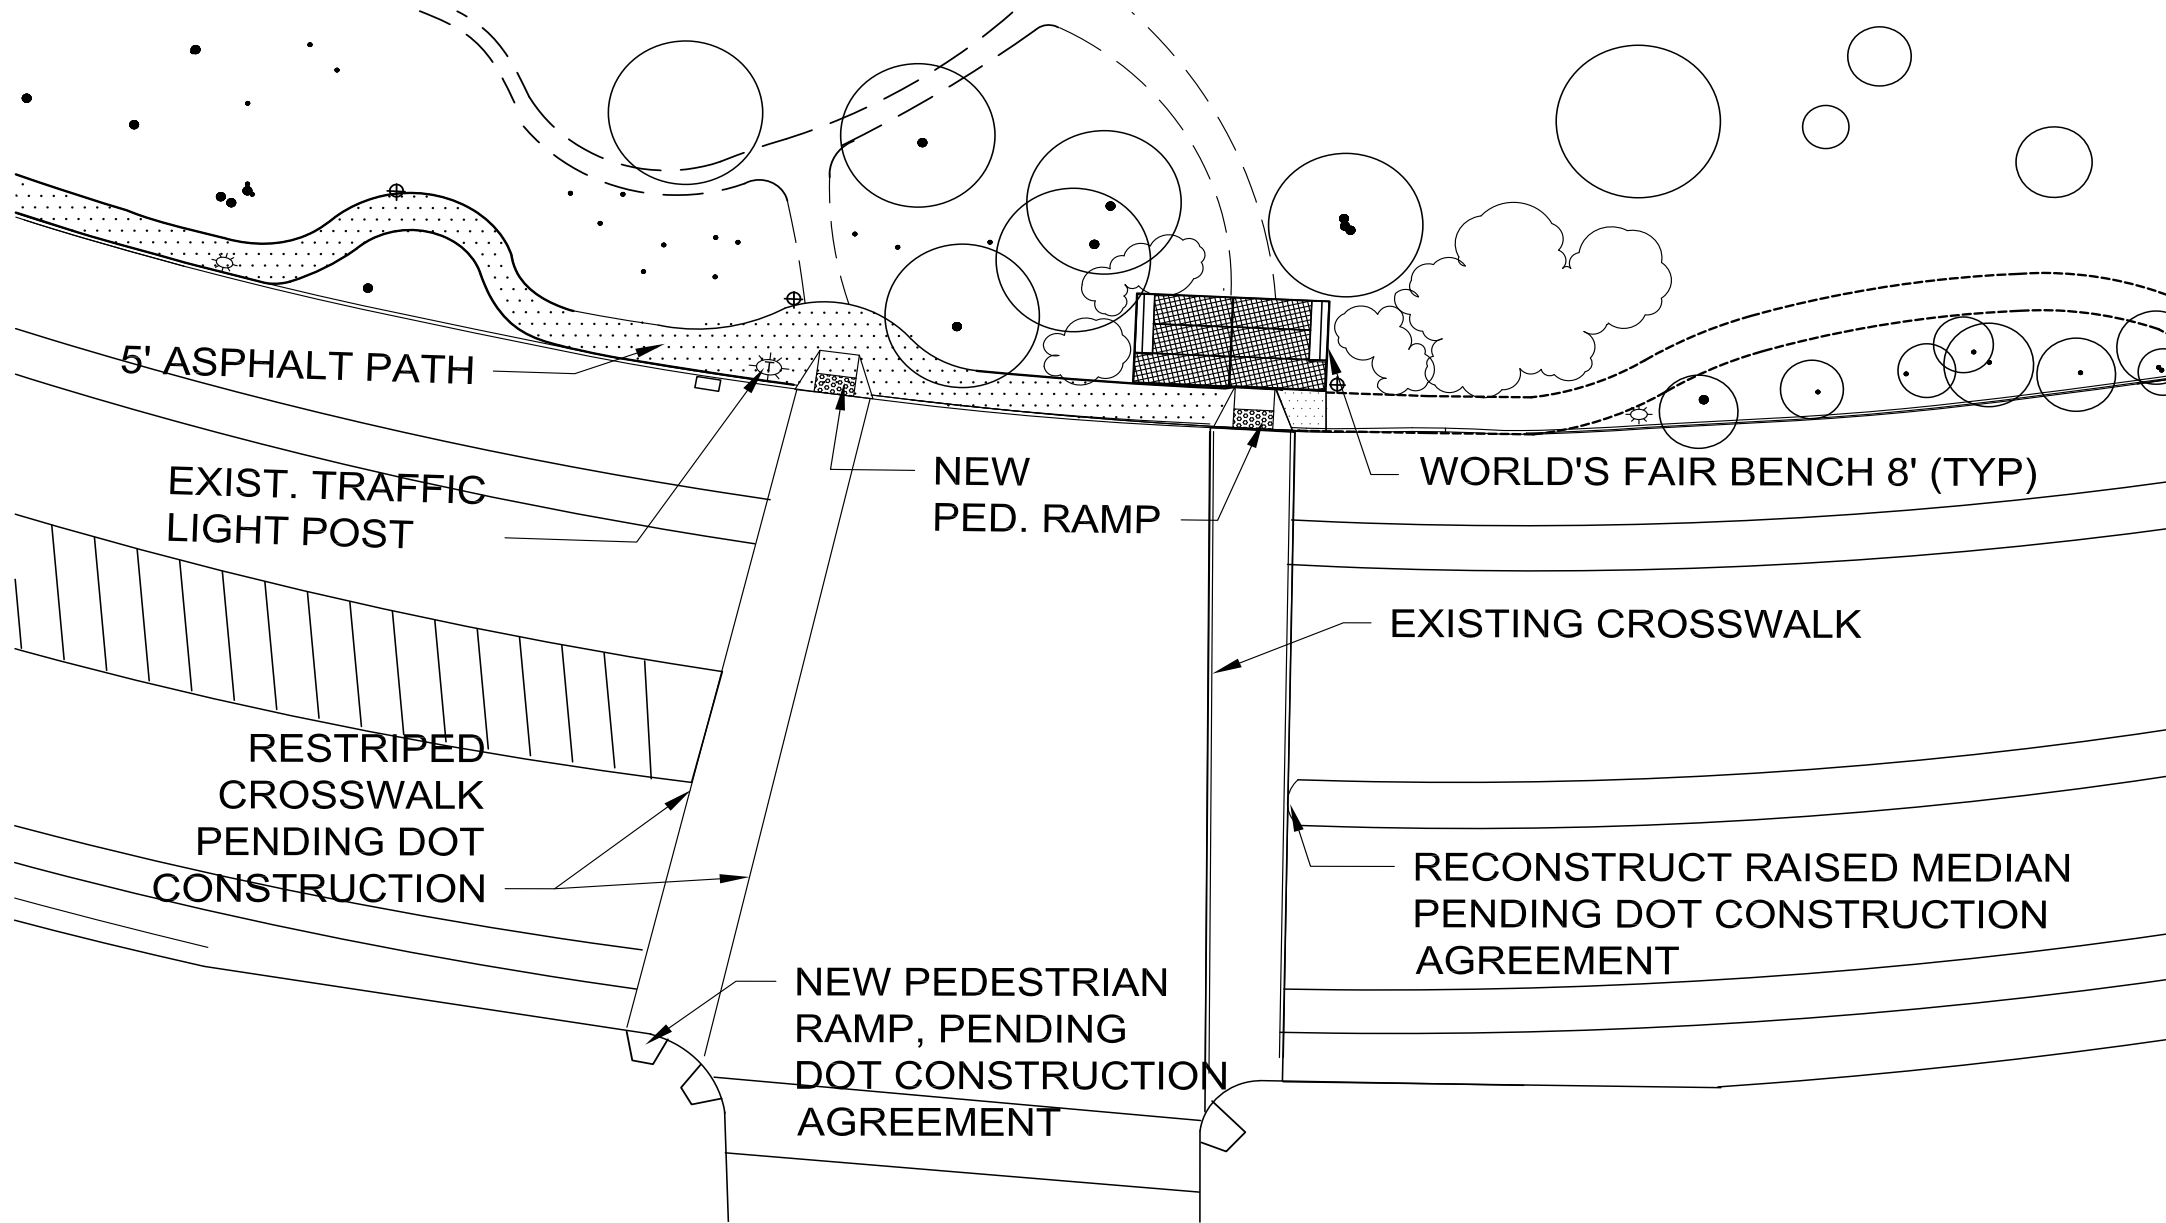 5' ASPHALT PATH
EXIST. TRAFFIC
LIGHT POST
NEW
PED. RAMP
WORLD'S FAIR BENCH 8' (TYP)
EXISTING CROSSWALK
RESTRIPED
CROSSWALK
PENDING DOT
CONSTRUCTION
RECONSTRUCT RAISED MEDIAN
PENDING DOT CONSTRUCTION
AGREEMENT
NEW PEDESTRIAN
RAMP, PENDING
DOT CONSTRUCTION
AGREEMENT